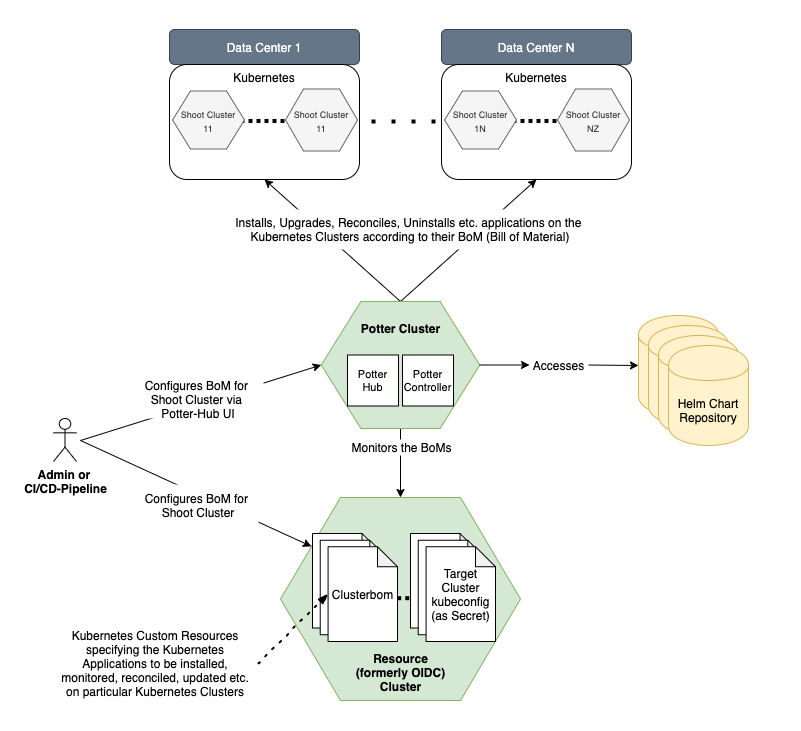 Data Center 1
Data Center N
Kubernetes
Kubernetes
Shoot Cluster
11
Shoot Cluster
11
Shoot Cluster
1N
Shoot Cluster
NZ
Installs, Upgrades, Reconciles, Uninstalls etc. applications on the
Kubernetes Clusters according to their BoM (Bill of Material)
Potter Cluster
Potter
Hub
Potter
Controller
Accesses
Helm Chart
Repository
Configures BoM for
Shoot Cluster via
Potter-Hub UI
Monitors the BoMs
Admin or
CI/CD-Pipeline
Configures BoM for
Shoot Cluster
Clusterbom
Target
Cluster
kubeconfig
(as Secret)
Resource
(formerly OIDC)
Cluster
Kubernetes Custom Resources
specifying the Kubernetes
Applications to be installed,
monitored, reconciled, updated etc.
on particular Kubernetes Clusters